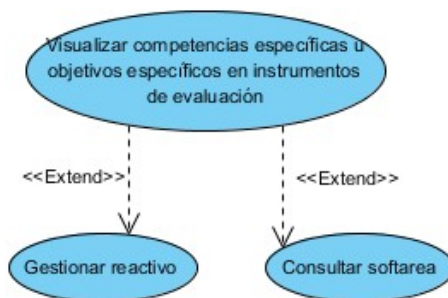 Visualizar competencias específicas u
objetivos específicos en instrumentos
de evaluación
<<Extend>>
<<Extend>>
Gestionar reactivo
Consultar softarea